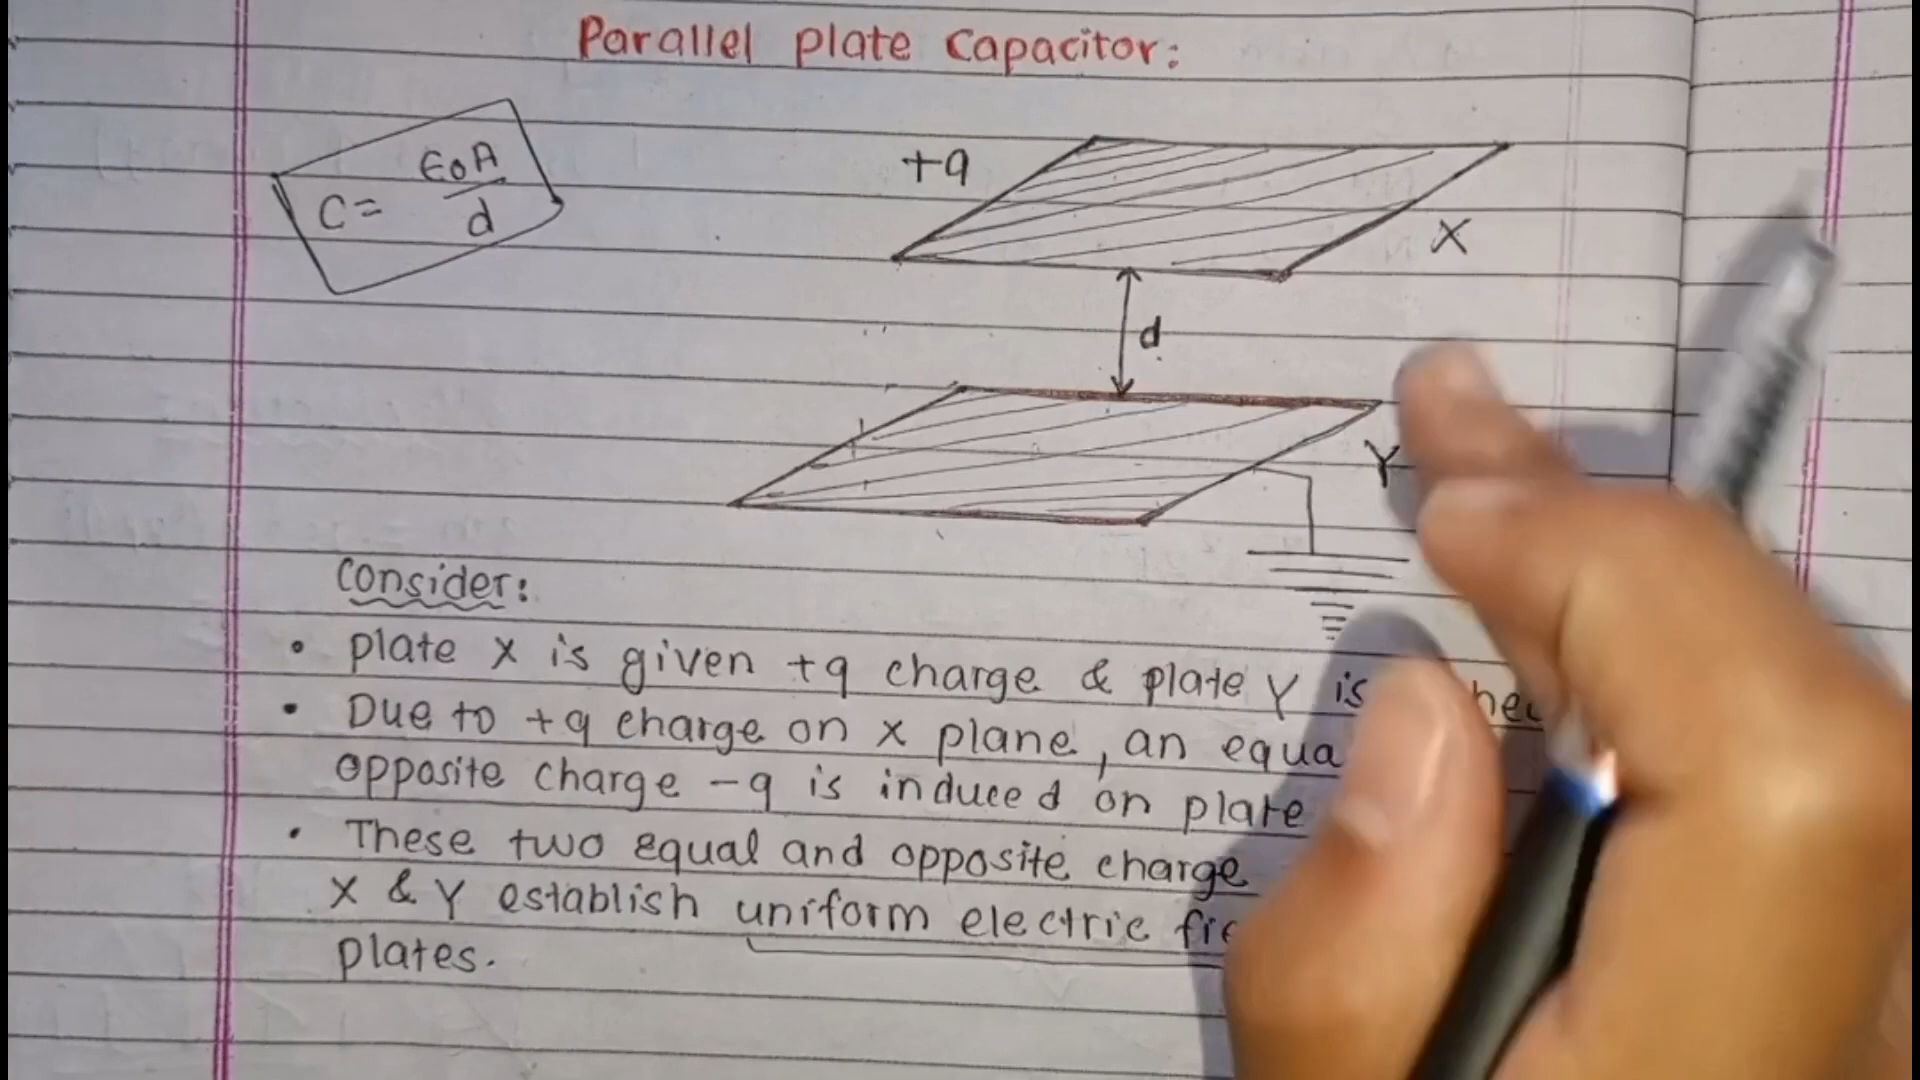 Parallel plate capacitor:
C = ε₀A
d
+q
X
d
Y
consider:
• plate X is given +q charge & plate Y is
• Due to +q charge on X plane, an
opposite charge -q is induced on plate
• These two equal and opposite charge
X & Y establish uniform electric
plates.